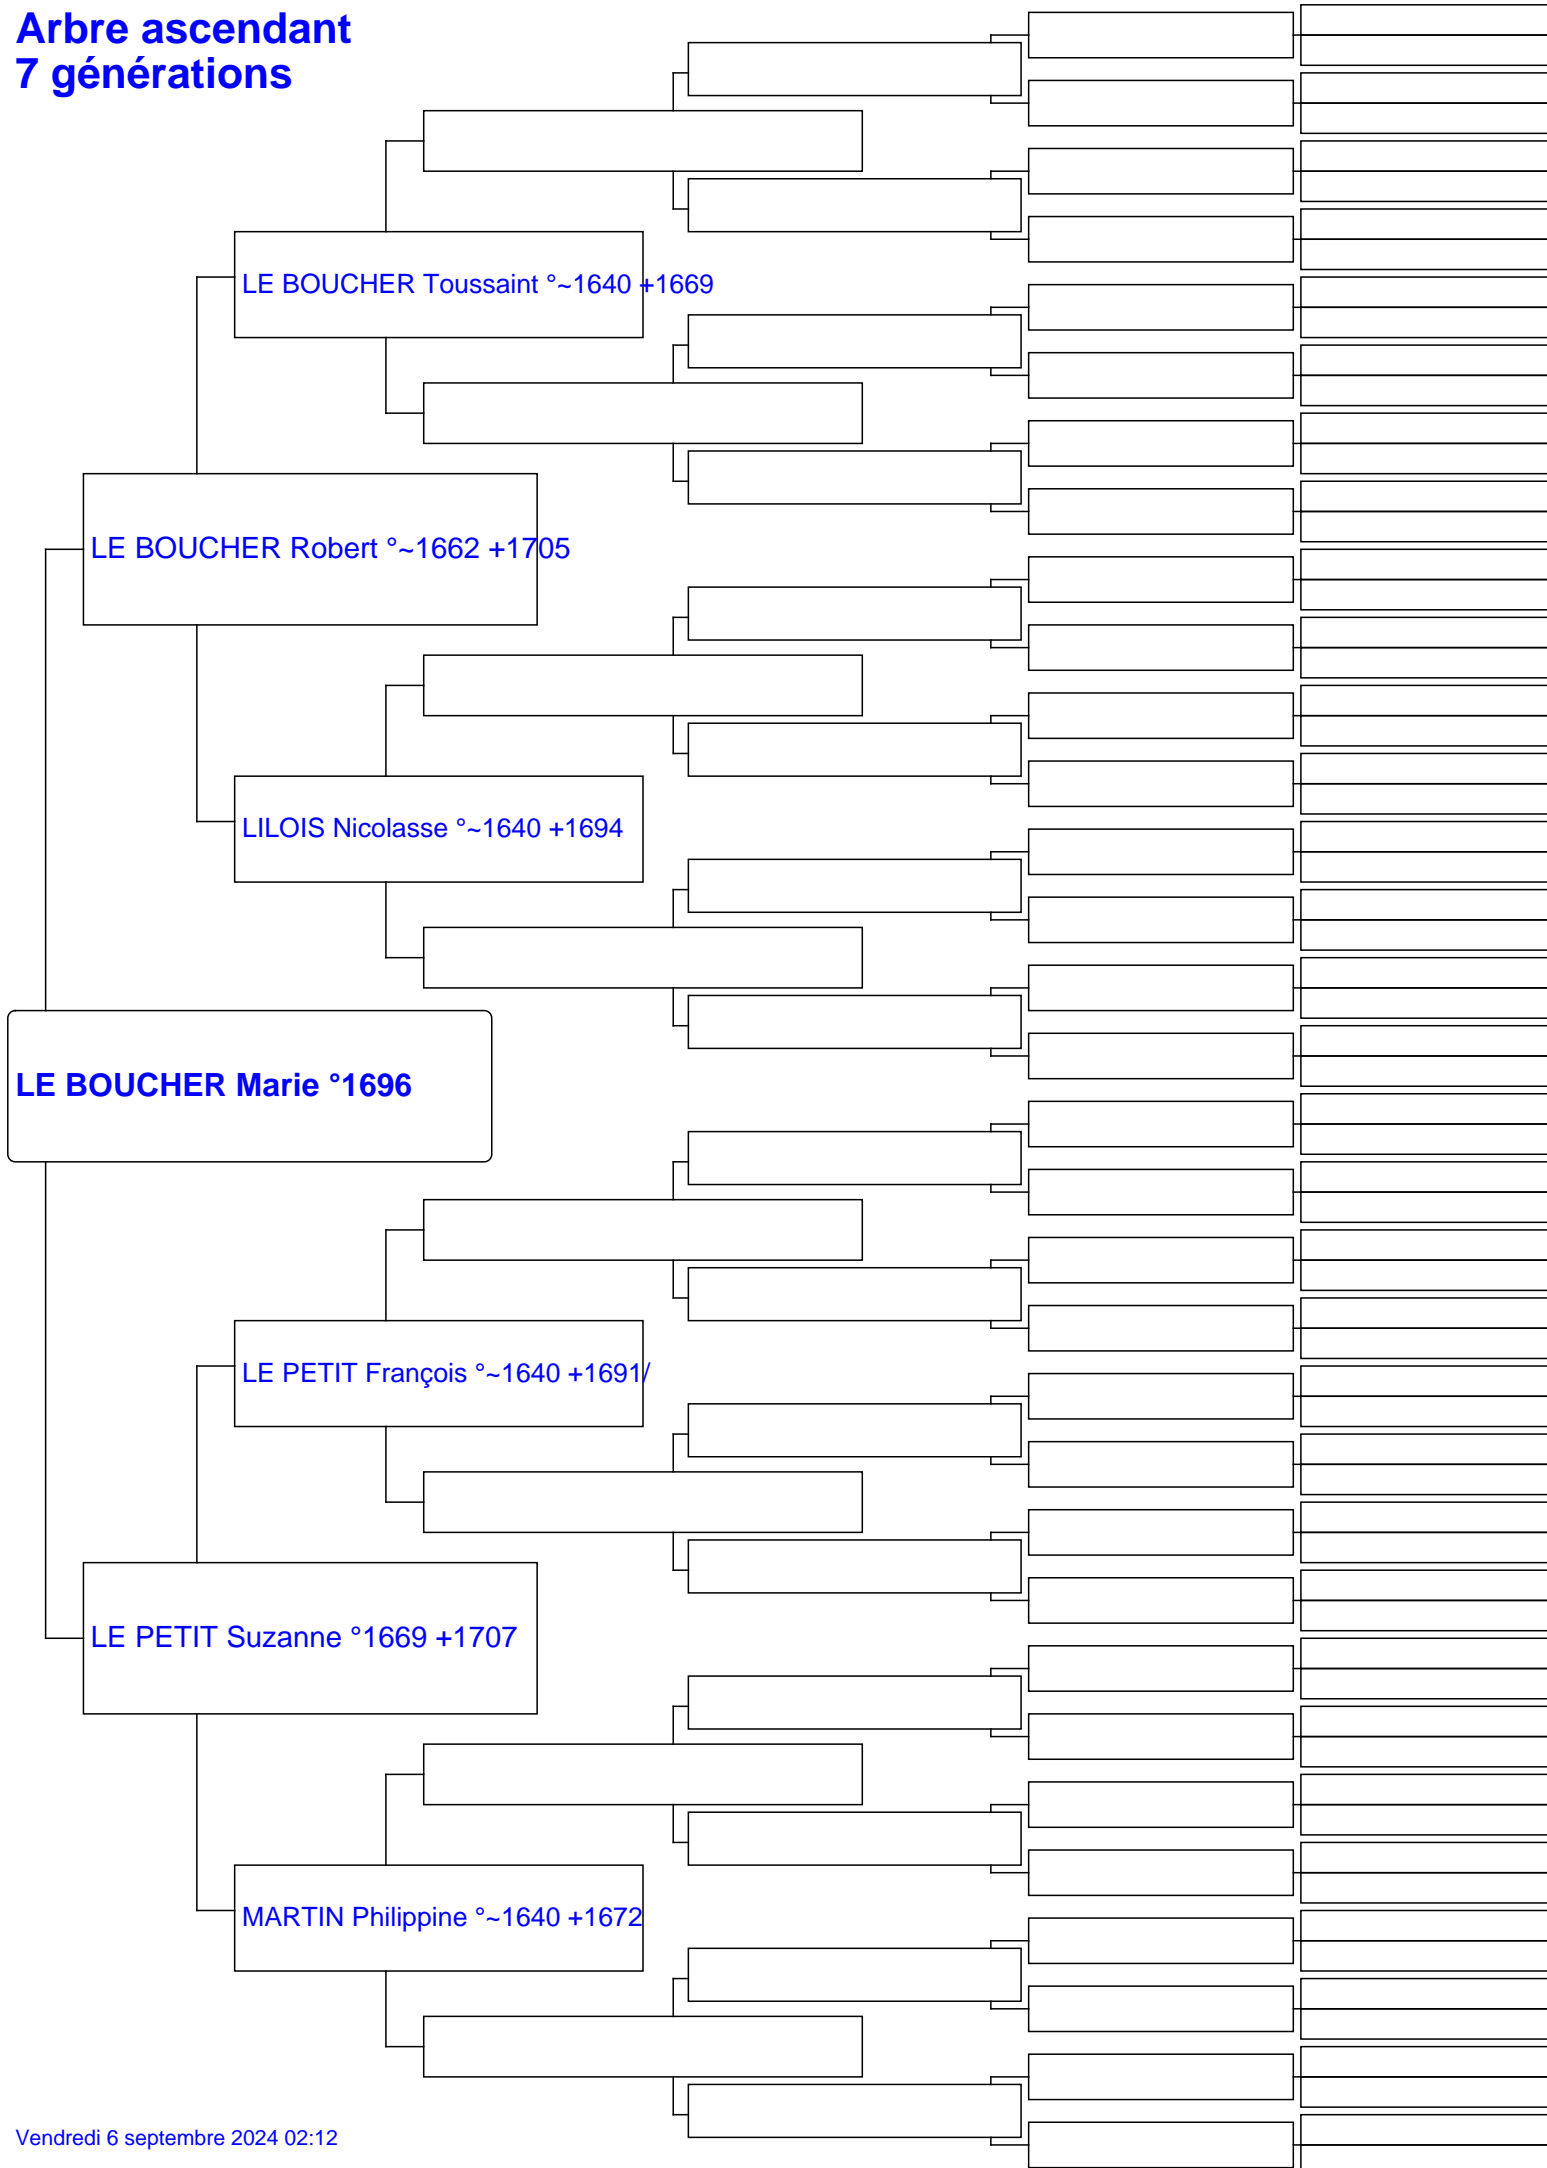 Arbre ascendant
7 générations
LE BOUCHER Toussaint °~1640 +1669
LE BOUCHER Robert °~1662 +1705
LILOIS Nicolasse °~1640 +1694
LE BOUCHER Marie °1696
LE PETIT François °~1640 +1691/
LE PETIT Suzanne °1669 +1707
MARTIN Philippine °~1640 +1672
Vendredi 6 septembre 2024 02:12